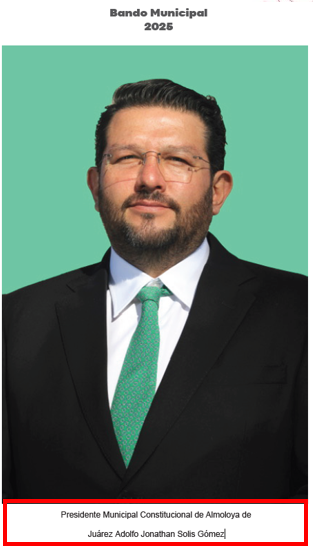 Bando Municipal
2025
Presidente Municipal Constitucional de Almoloya de
Juárez Adolfo Jonathan Solis Gómez